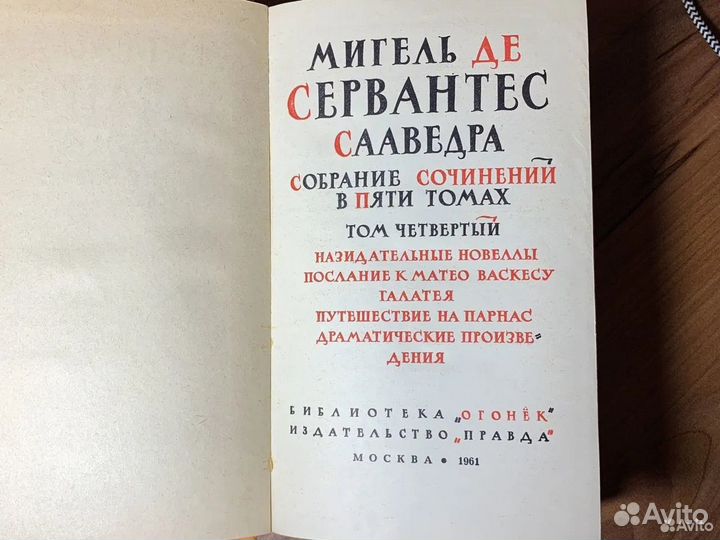 МИГЕЛЬ ДЕ
СЕРВАНТЕС
СААВЕДРА
СОБРАНИЕ СОЧИНЕНИЙ
В ПЯТИ ТОМАХ
ТОМ ЧЕТВЕРТЫЙ
НАЗИДАТЕЛЬНЫЕ НОВЕЛЛЫ
ПОСЛАНИЕ К МАТЕО ВАСКЕСУ
ГАЛАТЕЯ
ПУТЕШЕСТВИЕ НА ПАРНАС
ДРАМАТИЧЕСКИЕ ПРОИЗВЕ=
ДЕНИЯ
БИБЛИОТЕКА „ОГОНЁК"
ИЗДАТЕЛЬСТВО „ПРАВДА"
МОСКВА • 1961
Avito
Avito